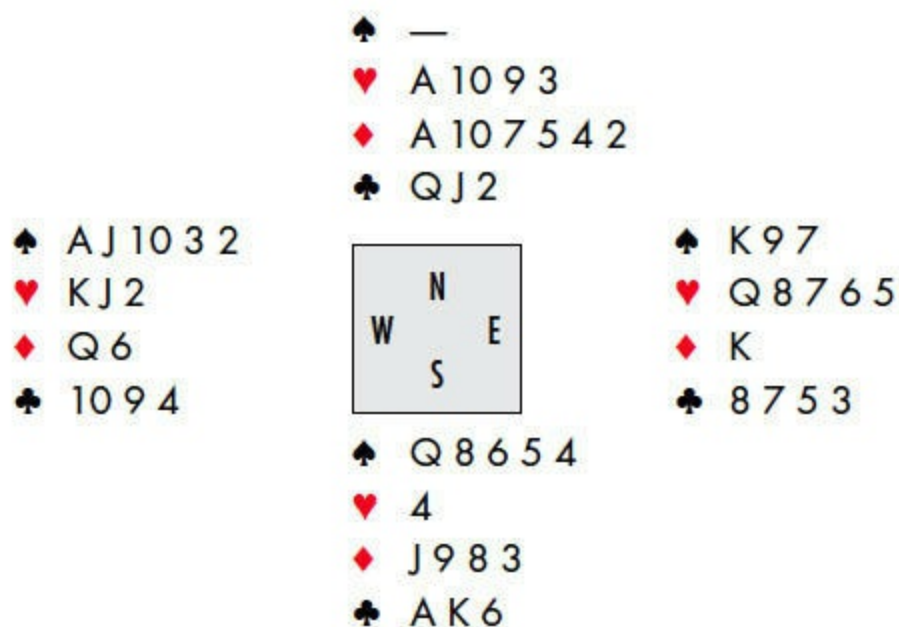 ♠ —
♥ A 10 9 3
♦ A 10 7 5 4 2
♣ Q J 2
♠ A J 10 3 2
♥ K J 2
♦ Q 6
♣ 10 9 4
N
W E
S
♠ K 9 7
♥ Q 8 7 6 5
♦ K
♣ 8 7 5 3
♠ Q 8 6 5 4
♥ 4
♦ J 9 8 3
♣ A K 6